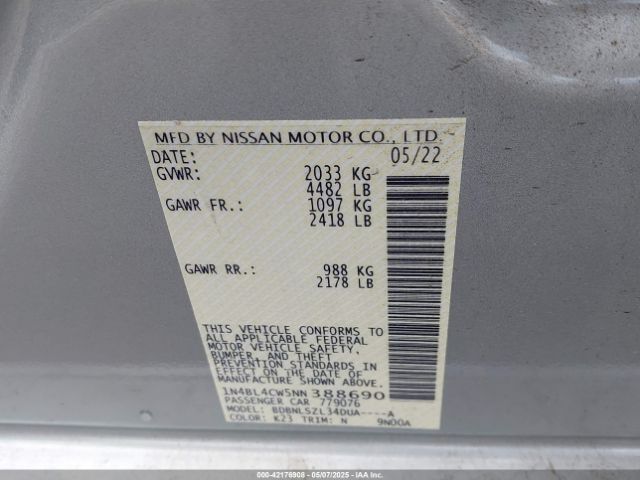 MFD BY NISSAN MOTOR CO., LTD.
DATE: 05/22
GVWR: 2033 KG
4482 LB
GAWR FR.: 1097 KG
2418 LB
GAWR RR.: 988 KG
2178 LB
THIS VEHICLE CONFORMS TO
ALL APPLICABLE FEDERAL
MOTOR VEHICLE SAFETY,
BUMPER, AND THEFT
PREVENTION STANDARDS IN
EFFECT ON THE DATE OF
MANUFACTURE SHOWN ABOVE.
1N4BL4CW5NN388690
PASSENGER CAR 779076
MODEL: BDBNLSZL34DUA----A
COLOR: K23 TRIM: N 9N00A
000-42176908 - 05/07/2025 - IAAI.COM